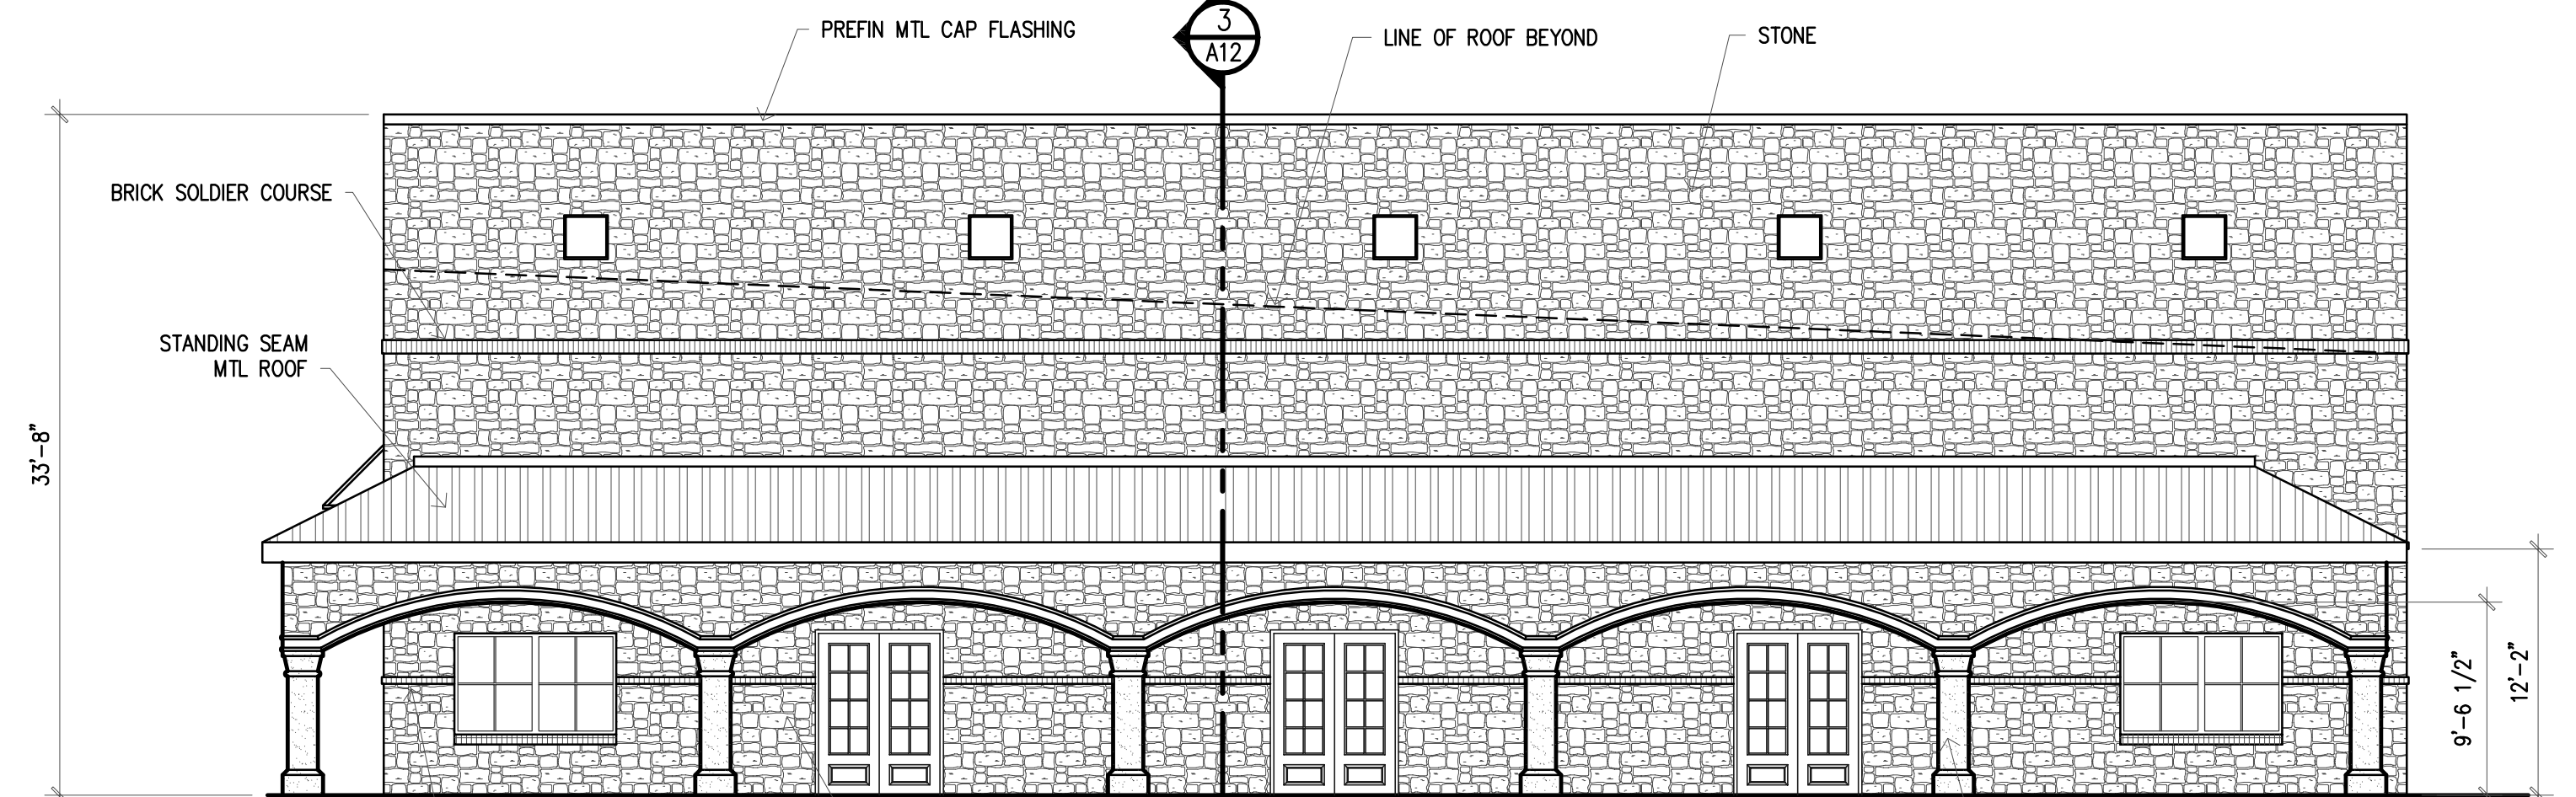 PREFIN MTL CAP FLASHING
3
A12
LINE OF ROOF BEYOND
STONE
BRICK SOLDIER COURSE
STANDING SEAM
MTL ROOF
33'-8"
9'-6 1/2"
12'-2"